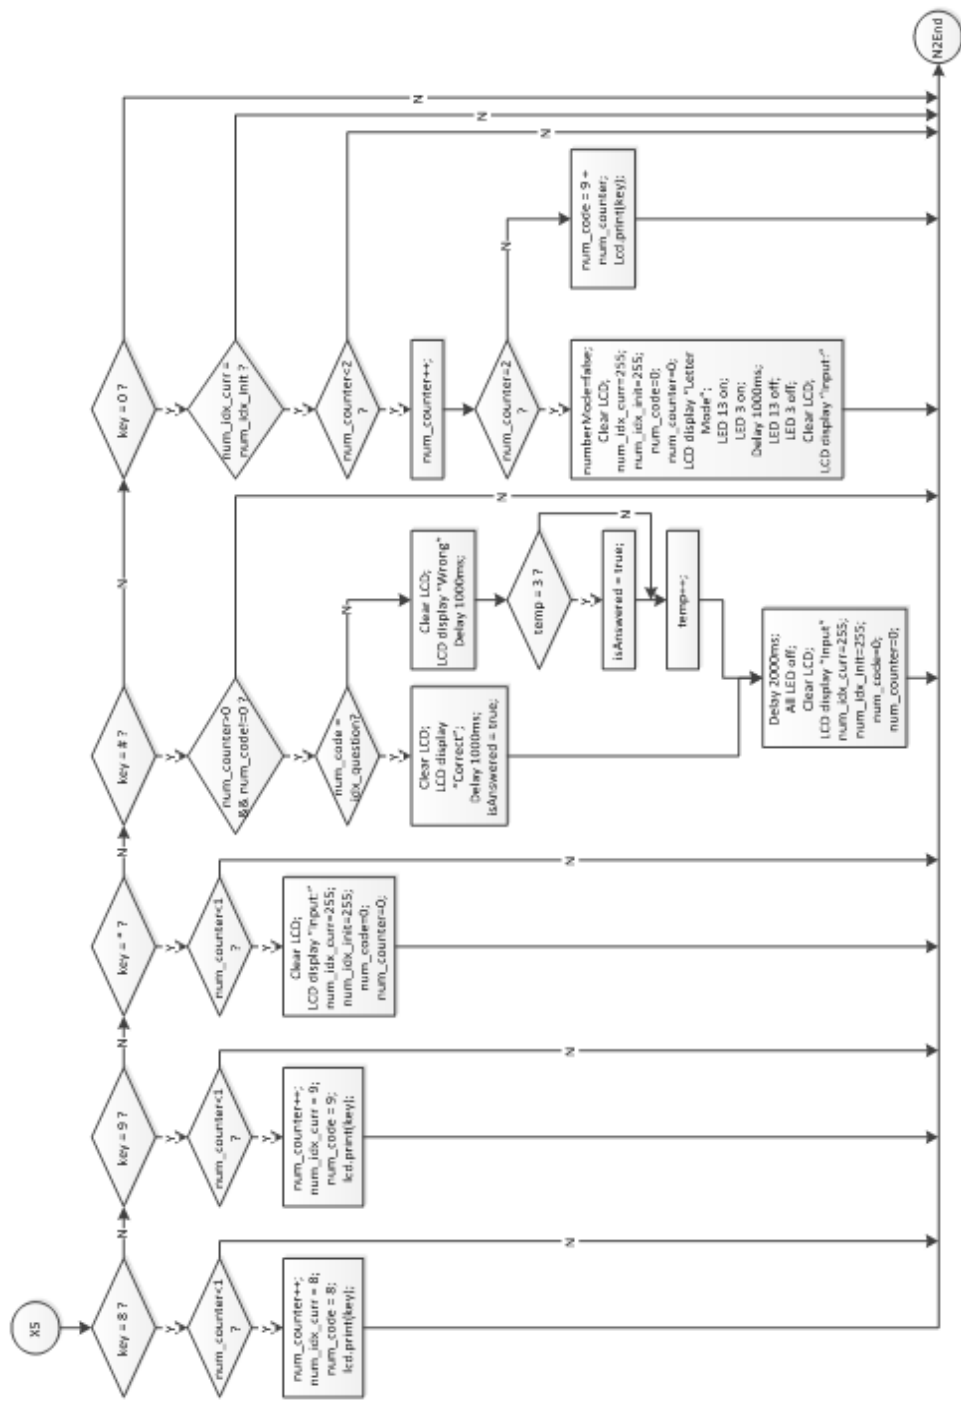 X5
key = 8 ?
N
Y
num_counter<1
?
Y
N
num_counter++;
num_idx_curr = 8;
num_code = 8;
lcd.print(key);
key = 9 ?
N
Y
num_counter<1
?
Y
N
num_counter++;
num_idx_curr = 9;
num_code = 9;
lcd.print(key);
key = * ?
N
Y
num_counter<1
?
Y
N
Clear LCD;
LCD display "Input:"
num_idx_curr=255;
num_idx_init=255;
num_code=0;
num_counter=0;
key = # ?
N
Y
num_counter>0
&& num_code!=0 ?
Y
N
num_code =
idx_question?
Y
N
Clear LCD;
LCD display
"Correct";
Delay 1000ms;
isAnswered = true;
Clear LCD;
LCD display "Wrong"
Delay 1000ms;
temp = 3 ?
Y
N
isAnswered = true;
temp++;
Delay 2000ms;
All LED off;
Clear LCD;
LCD display "Input"
num_idx_curr=255;
num_idx_init=255;
num_code=0;
num_counter=0;
key = 0 ?
N
Y
num_idx_curr =
num_idx_init ?
Y
N
num_counter<2
?
Y
N
num_counter++;
num_counter=2
?
Y
N
numberMode=false;
Clear LCD;
num_idx_curr=255;
num_idx_init=255;
num_code=0;
num_counter=0;
LCD display "Letter
Mode";
LED 13 on;
LED 3 on;
Delay 1000ms;
LED 13 off;
LED 3 off;
Clear LCD;
LCD display "Input:"
num_code = 9 +
num_counter;
Lcd.print(key);
N2End